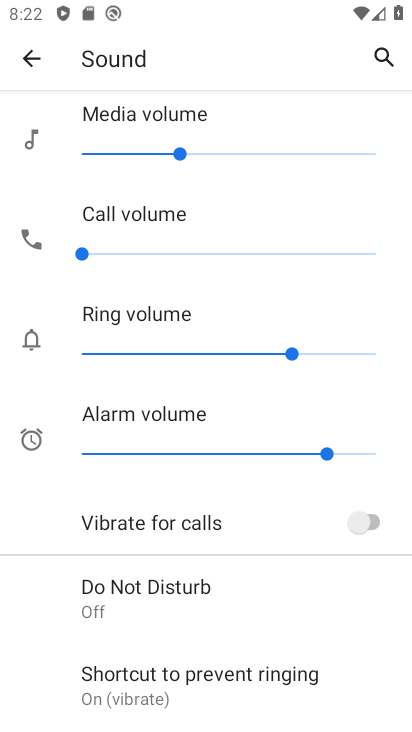 8:22
Sound
Media volume
Call volume
Ring volume
Alarm volume
Vibrate for calls
Do Not Disturb
Off
Shortcut to prevent ringing
On (vibrate)